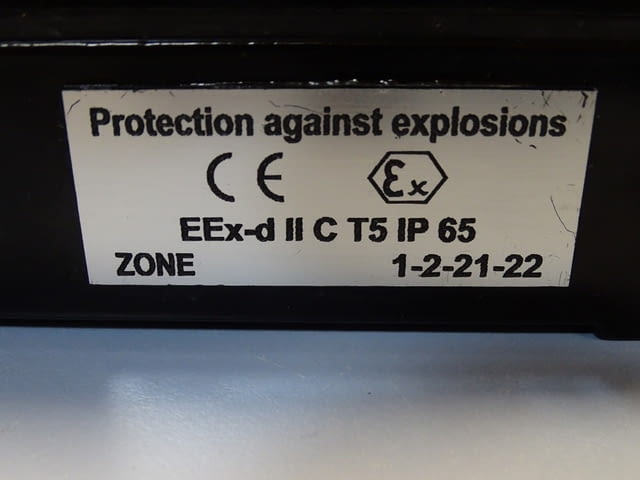 Protection against explosions
CE Ex
EEx-d II C T5 IP 65
ZONE 1-2-21-22